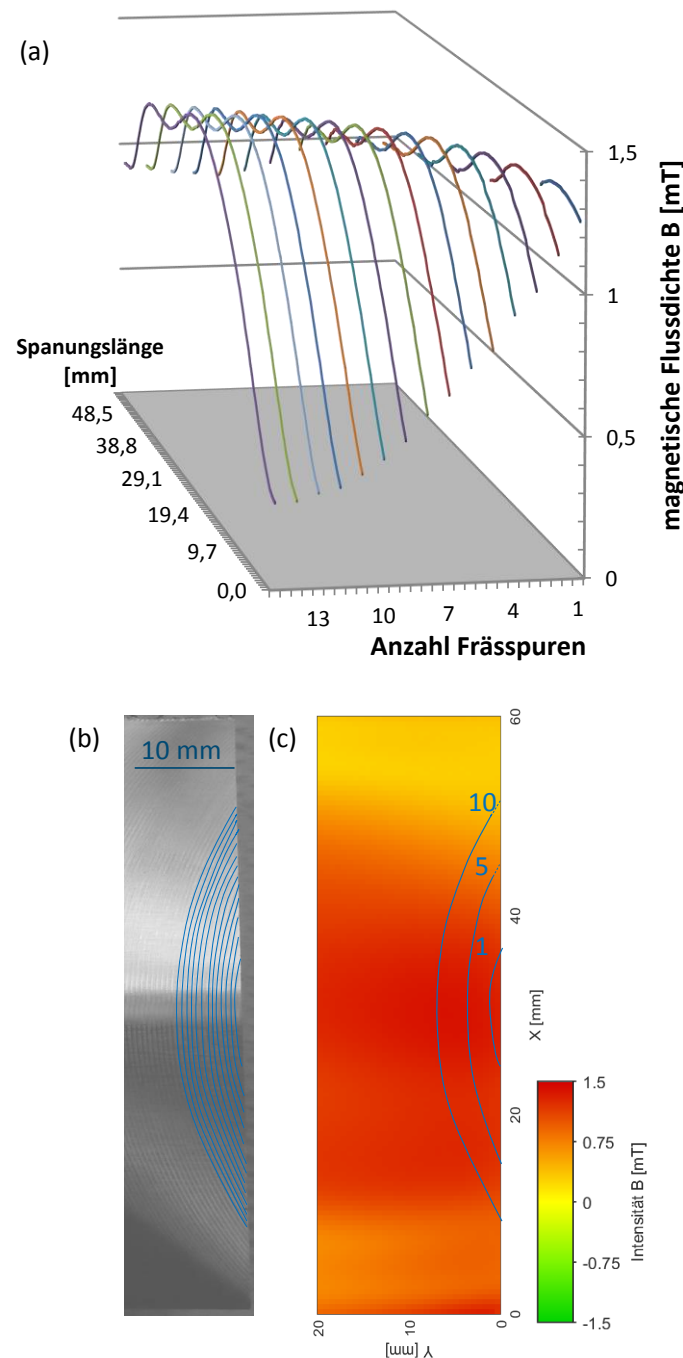 (a)
1,5
1
0,5
0
magnetische Flussdichte B [mT]
Spanungslänge
[mm]
48,5
38,8
29,1
19,4
9,7
0,0
13
10
7
4
1
Anzahl Frässpuren
(b)
10 mm
(c)
10
5
1
60
40
20
0
X [mm]
20
10
0
Y [mm]
1.5
0.75
0
-0.75
-1.5
Intensität B [mT]